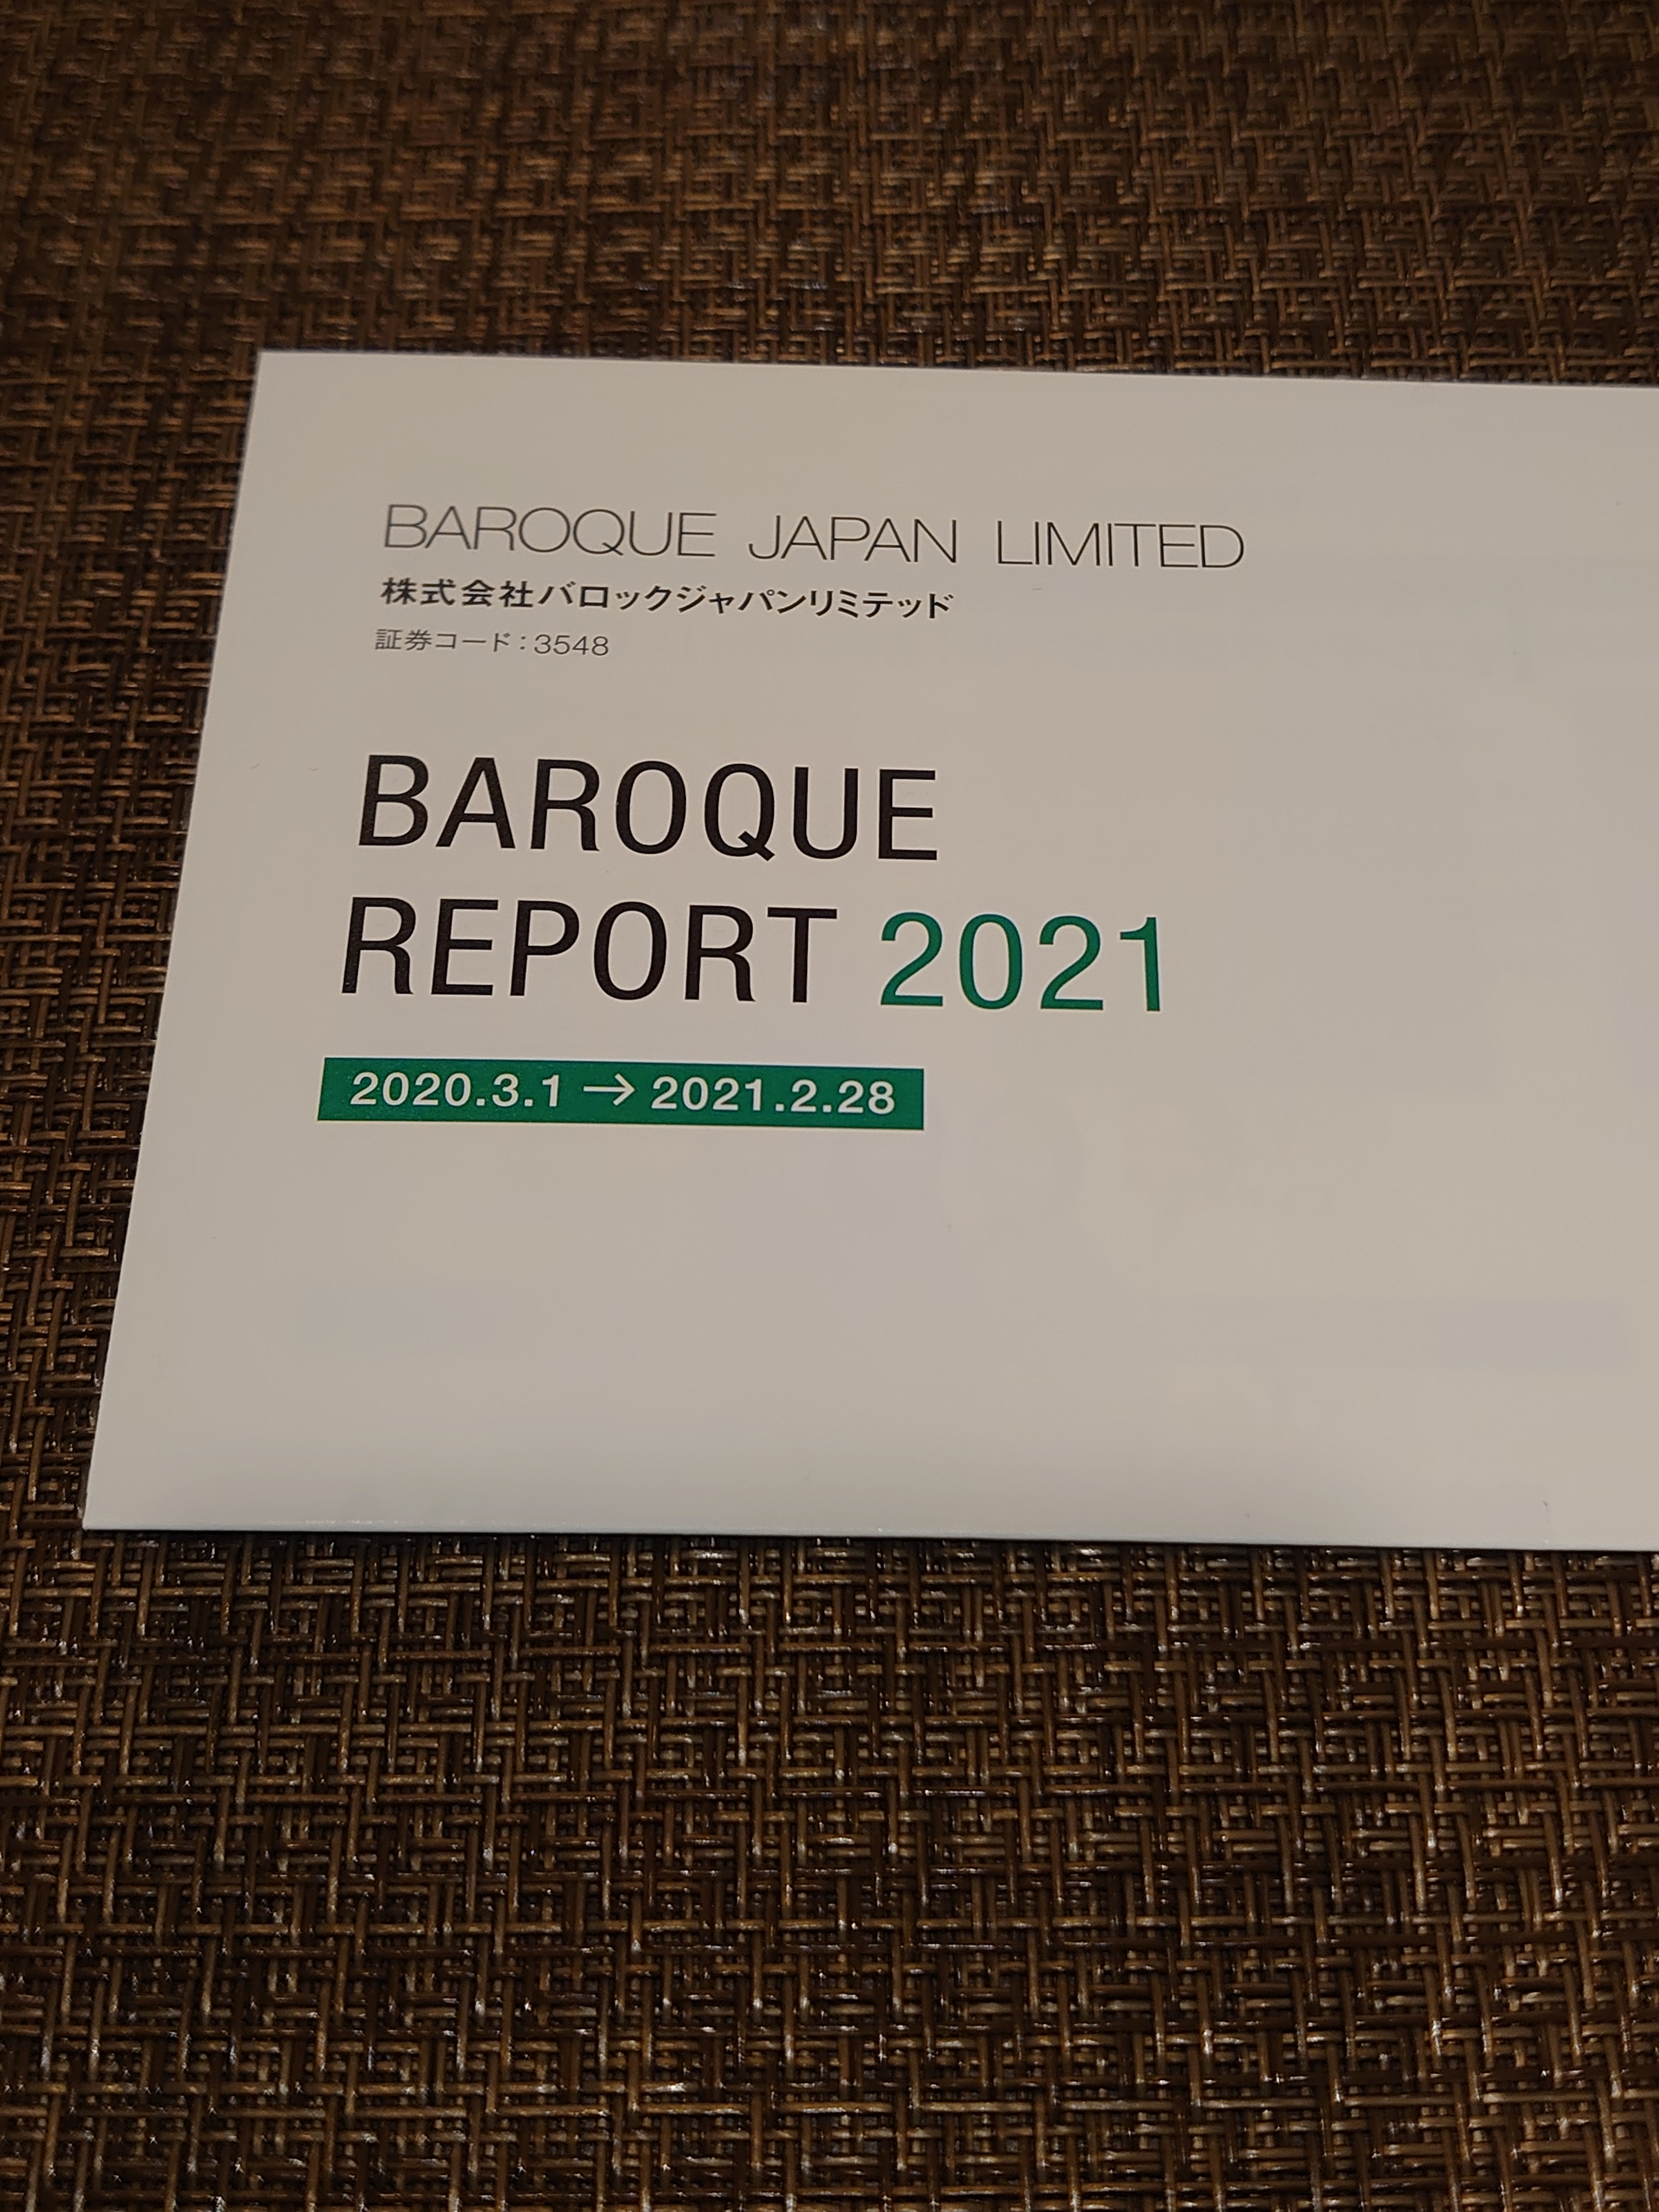 BAROQUE JAPAN LIMITED
株式会社バロックジャパンリミテッド
証券コード：3548
BAROQUE
REPORT 2021
2020.3.1 → 2021.2.28